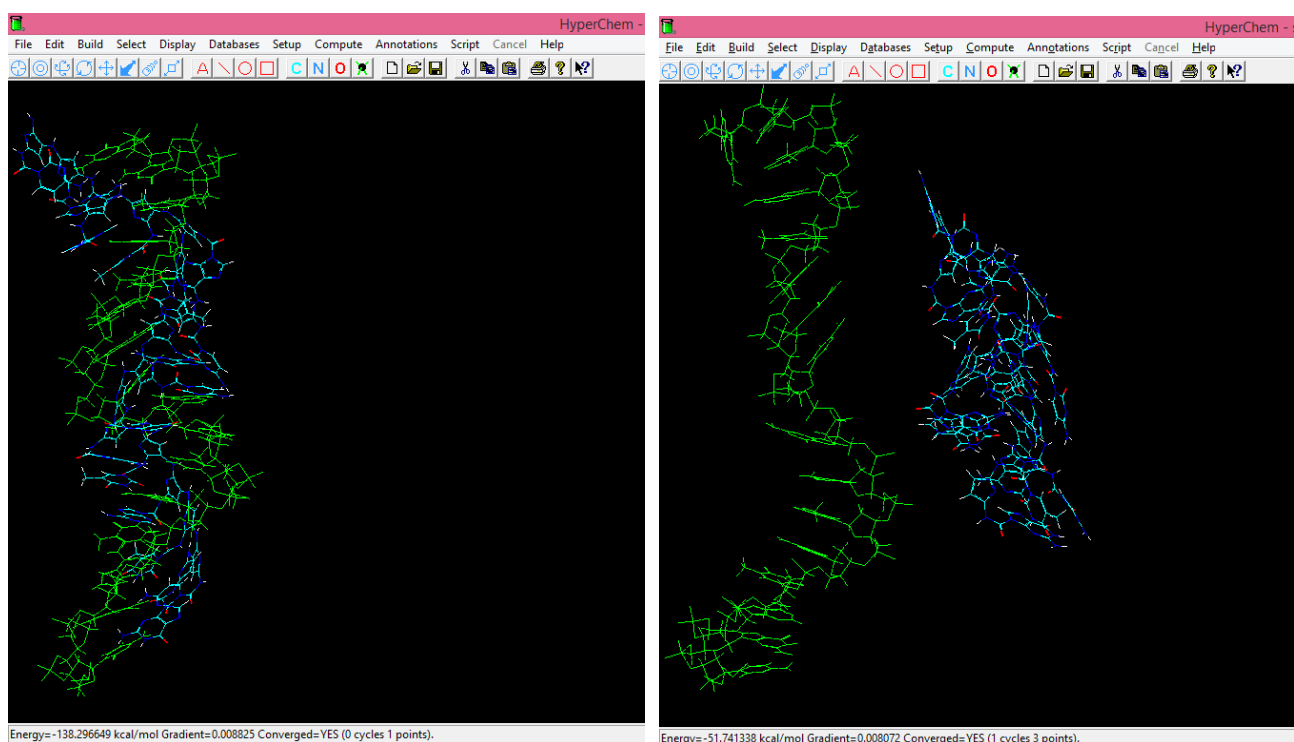 HyperChem -
File Edit Build Select Display Databases Setup Compute Annotations Script Cancel Help
A C N O ? ?
Energy=-138.296649 kcal/mol Gradient=0.008825 Converged=YES (0 cycles 1 points).
HyperChem - s
File Edit Build Select Display Databases Setup Compute Annotations Script Cancel Help
A C N O ? ?
Energy=-51.741338 kcal/mol Gradient=0.008072 Converged=YES (1 cycles 3 points).